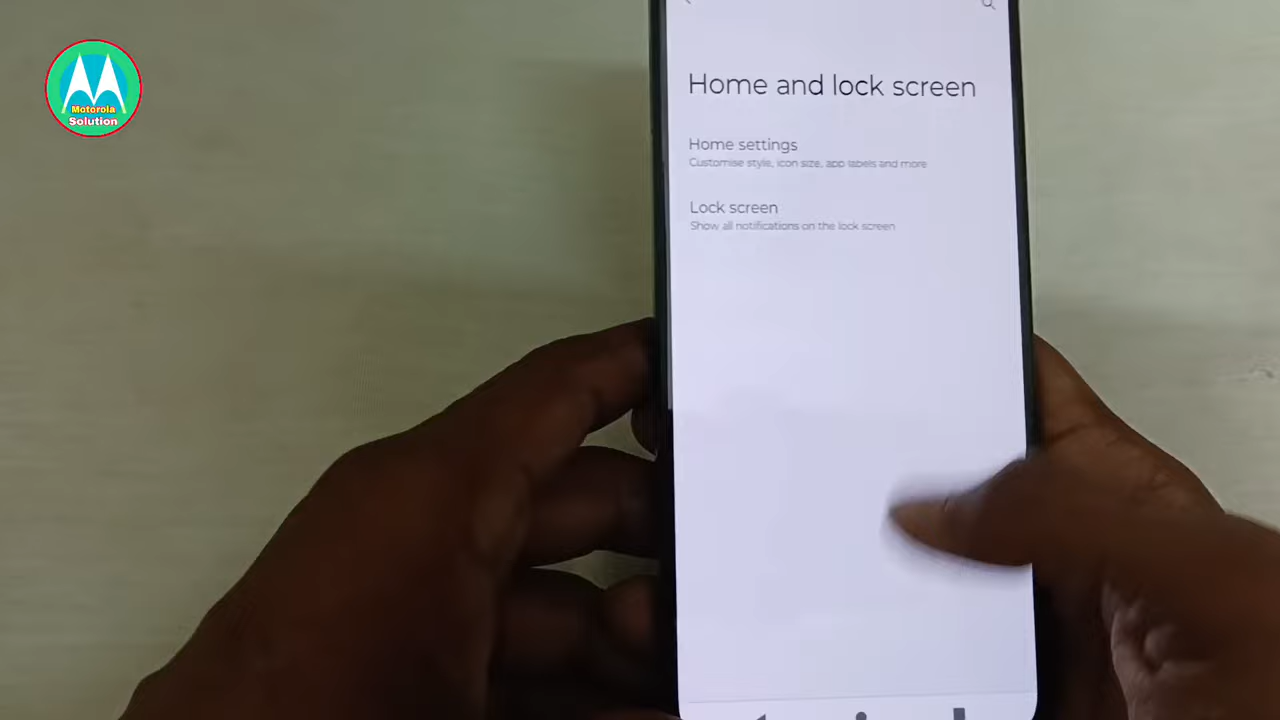 Motorola
Solution
Home and lock screen
Home settings
Customise style, icon size, app labels and more
Lock screen
Show all notifications on the lock screen